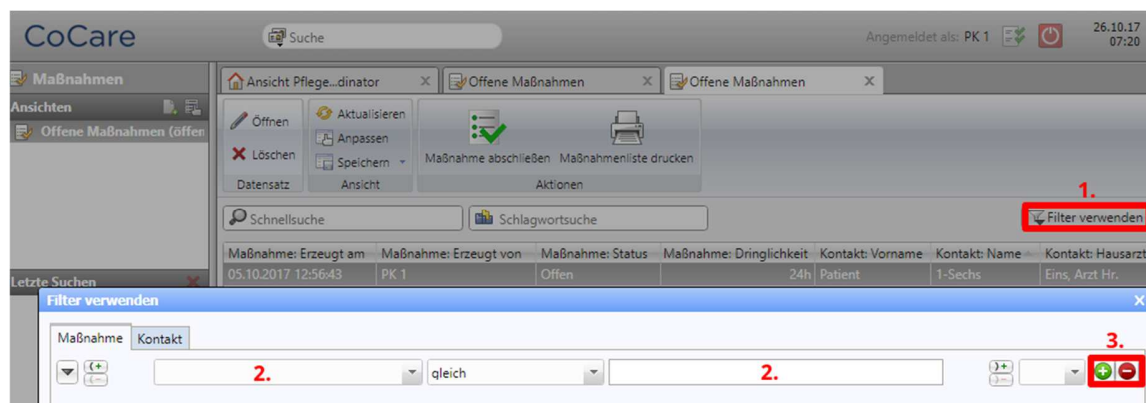 CoCare
Suche
Angemeldet als: PK 1
26.10.17
07:20
Maßnahmen
Ansicht Pflege...dinator
Offene Maßnahmen
Offene Maßnahmen
Ansichten
Offene Maßnahmen (öffen
Öffnen
Löschen
Datensatz
Aktualisieren
Anpassen
Speichern
Ansicht
Maßnahme abschließen
Maßnahmenliste drucken
Aktionen
1.
Schnellsuche
Schlagwortsuche
Filter verwenden
Maßnahme: Erzeugt am Maßnahme: Erzeugt von Maßnahme: Status Maßnahme: Dringlichkeit Kontakt: Vorname Kontakt: Name Kontakt: Hausarzt
05.10.2017 12:56:43 PK 1 Offen 24h Patient 1-Sechs Eins, Arzt Hr.
Letzte Suchen
Filter verwenden
Maßnahme Kontakt
3.
2. gleich 2.